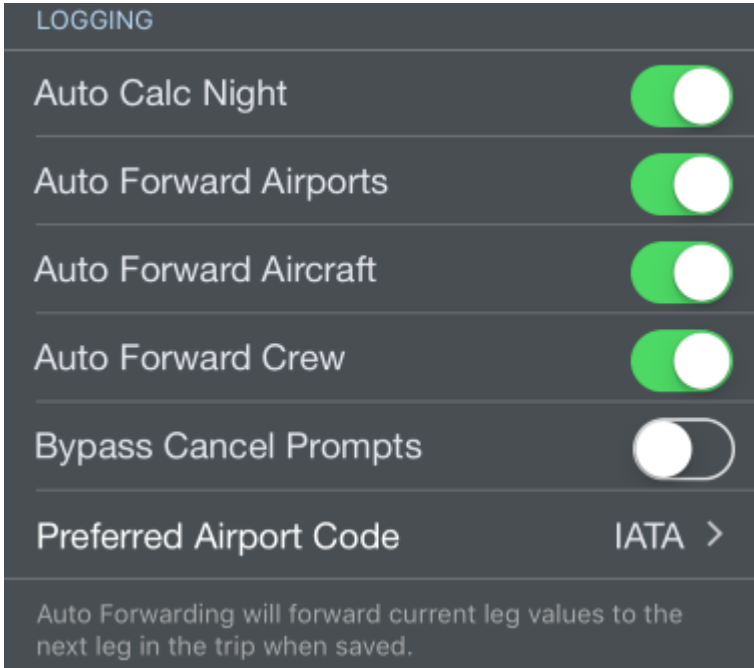 LOGGING
Auto Calc Night
Auto Forward Airports
Auto Forward Aircraft
Auto Forward Crew
Bypass Cancel Prompts
Preferred Airport Code IATA >
Auto Forwarding will forward current leg values to the
next leg in the trip when saved.